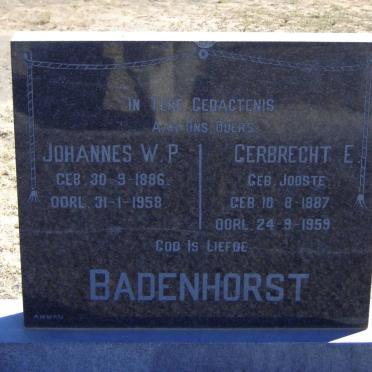 IN TERE GEDACTENIS
AAN ONS OUERS
JOHANNES W. P.
GEB. 30-9-1886.
OORL. 31-1-1958
GERBRECHT E.
GEB. JOOSTE.
GEB. 10-8-1887.
OORL. 24-9-1959
GOD IS LIEFDE
BADENHORST